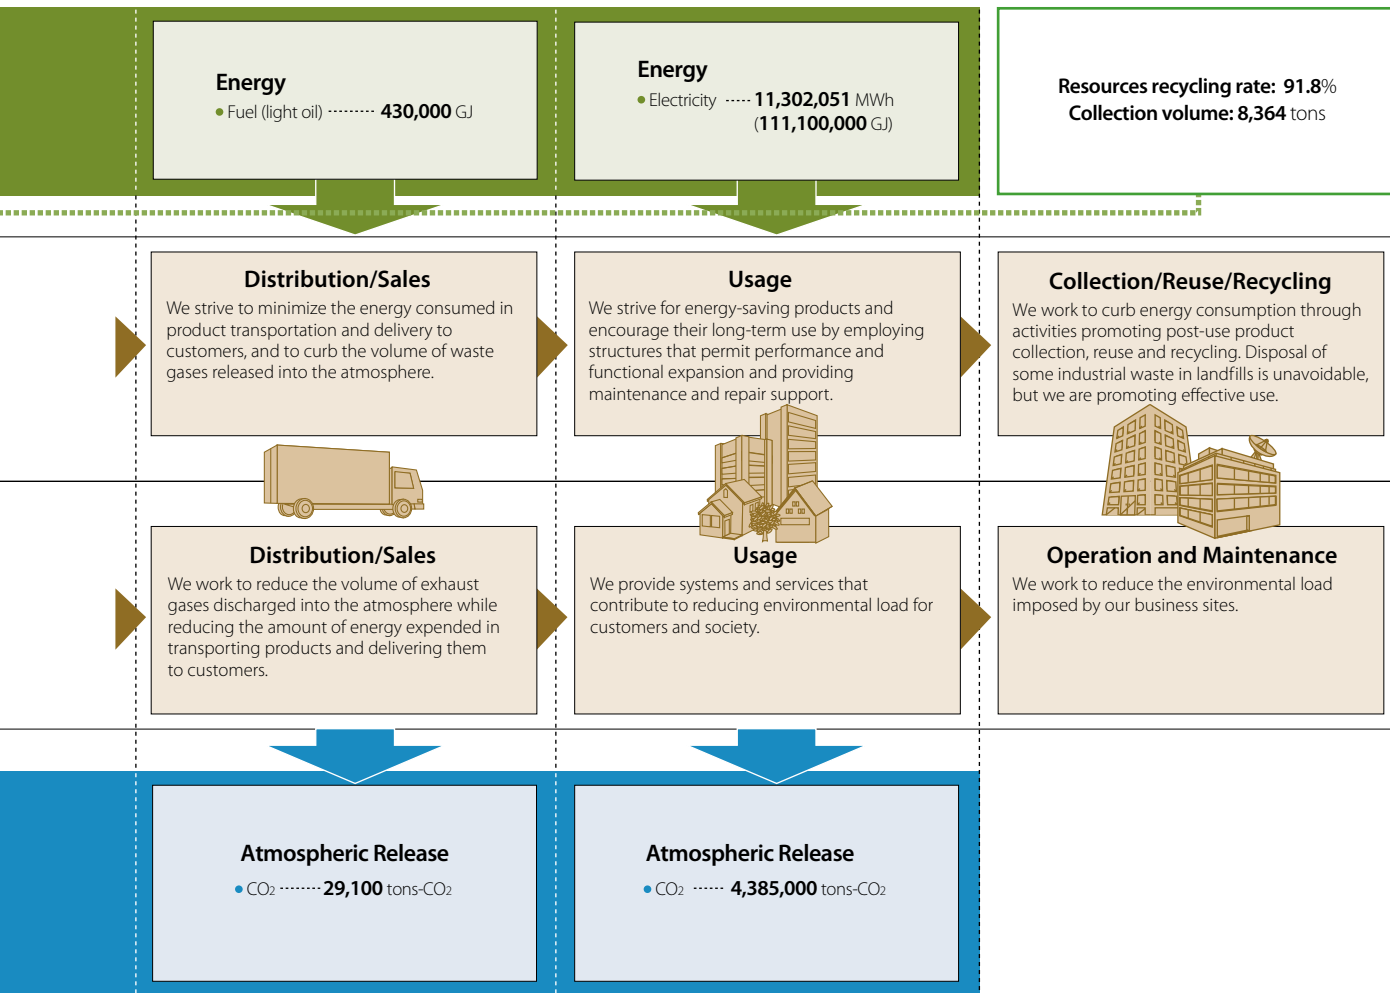 Energy
• Fuel (light oil) --------- 430,000 GJ
Energy
• Electricity ----- 11,302,051 MWh
(111,100,000 GJ)
Resources recycling rate: 91.8%
Collection volume: 8,364 tons
Distribution/Sales
We strive to minimize the energy consumed in
product transportation and delivery to
customers, and to curb the volume of waste
gases released into the atmosphere.
Usage
We strive for energy-saving products and
encourage their long-term use by employing
structures that permit performance and
functional expansion and providing
maintenance and repair support.
Collection/Reuse/Recycling
We work to curb energy consumption through
activities promoting post-use product
collection, reuse and recycling. Disposal of
some industrial waste in landfills is unavoidable,
but we are promoting effective use.
Distribution/Sales
We work to reduce the volume of exhaust
gases discharged into the atmosphere while
reducing the amount of energy expended in
transporting products and delivering them
to customers.
Usage
We provide systems and services that
contribute to reducing environmental load for
customers and society.
Operation and Maintenance
We work to reduce the environmental load
imposed by our business sites.
Atmospheric Release
• CO2 -------- 29,100 tons-CO2
Atmospheric Release
• CO2 ------ 4,385,000 tons-CO2